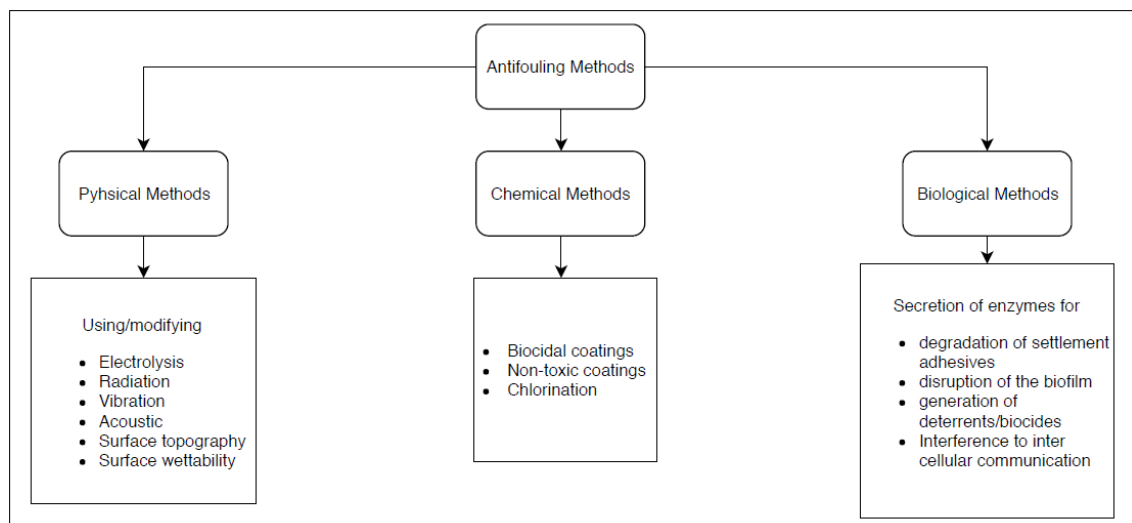 Antifouling Methods
Pyhsical Methods
Chemical Methods
Biological Methods
Using/modifying
• Electrolysis
• Radiation
• Vibration
• Acoustic
• Surface topography
• Surface wettability
• Biocidal coatings
• Non-toxic coatings
• Chlorination
Secretion of enzymes for
• degradation of settlement
adhesives
• disruption of the biofilm
• generation of
deterrents/biocides
• Interference to inter
cellular communication